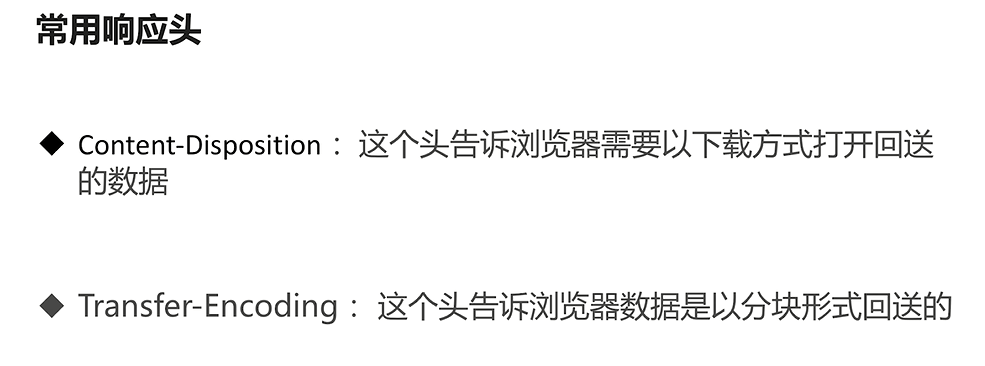 常用响应头
◆ Content-Disposition： 这个头告诉浏览器需要以下载方式打开回送
的数据
◆ Transfer-Encoding： 这个头告诉浏览器数据是以分块形式回送的